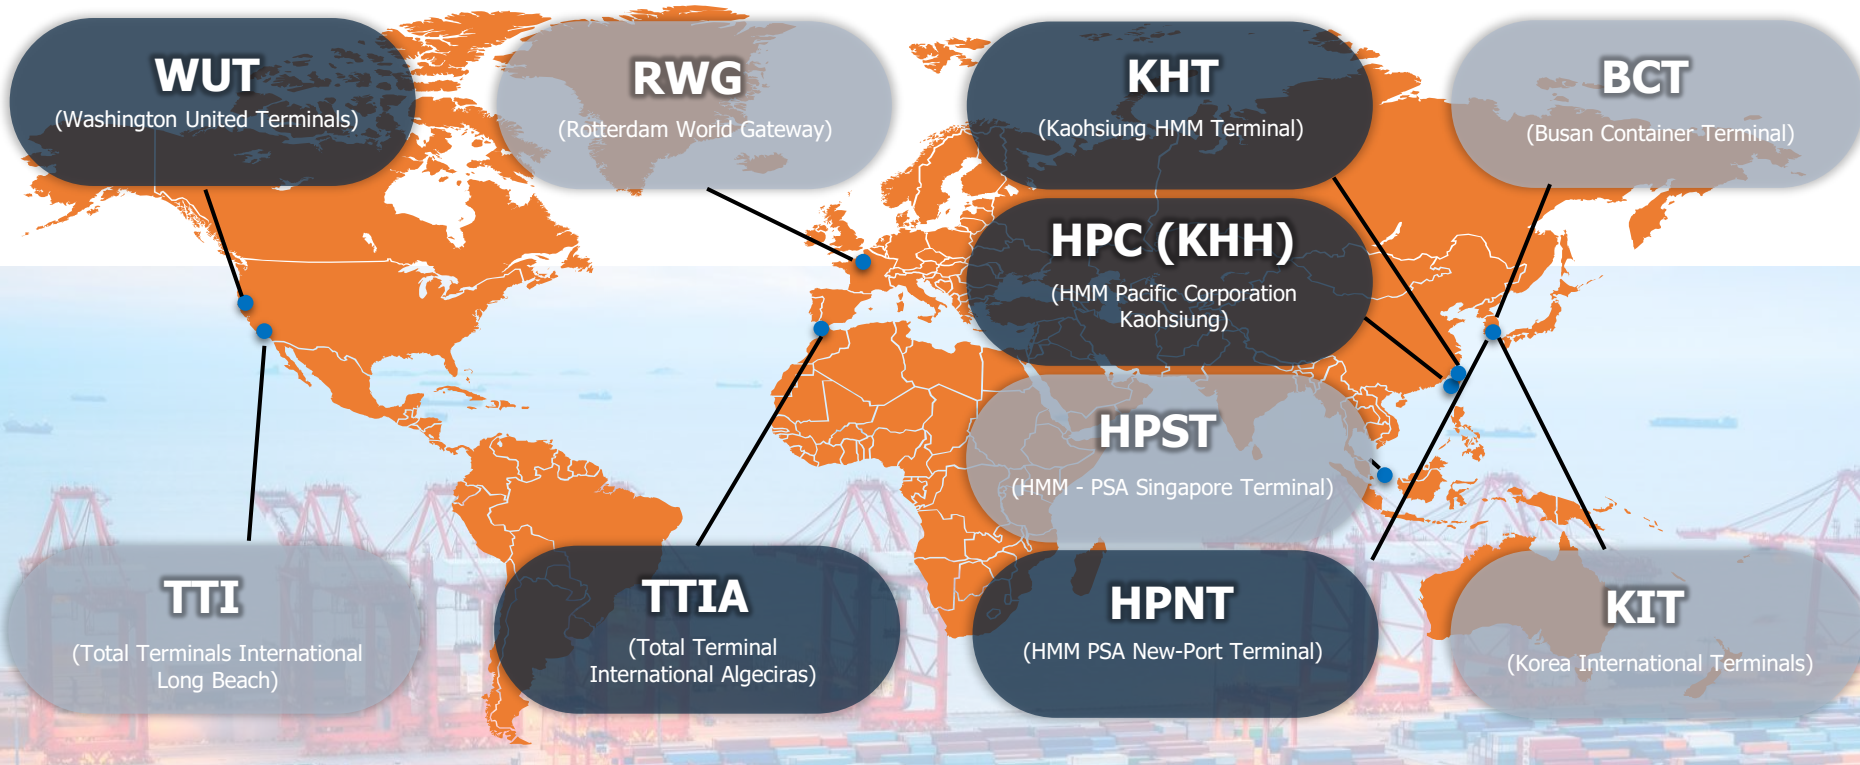 WUT
(Washington United Terminals)
RWG
(Rotterdam World Gateway)
KHT
(Kaohsiung HMM Terminal)
BCT
(Busan Container Terminal)
HPC (KHH)
(HMM Pacific Corporation
Kaohsiung)
HPST
(HMM - PSA Singapore Terminal)
TTI
(Total Terminals International
Long Beach)
TTIA
(Total Terminal
International Algeciras)
HPNT
(HMM PSA New-Port Terminal)
KIT
(Korea International Terminals)